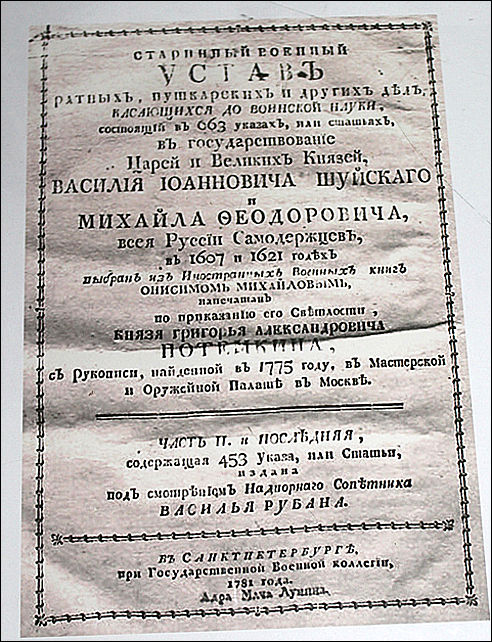 СТАРИННЫЙ ВОЕННЫЙ
УСТАВЪ
ратныхъ, пушкарскихъ и другихъ дѣлъ,
КАСАЮЩИХСЯ ДО ВОИНСКОЙ НАУКИ,
состоящій въ 663 указахъ, или статьяхъ,
въ государствованіе
Царей и Великихъ Князей,
ВАСИЛІЯ ІОАННОВИЧА ШУЙСКАГО
и
МИХАЙЛА ѲЕОДОРОВИЧА,
всея Руссіи Самодержцевъ,
въ 1607 и 1621 годѣхъ
выбранъ изъ Иностранныхъ Военныхъ книгъ
ОНИСИМОМЪ МИХАЙЛОВЫМЪ,
напечатанъ
по приказанію его Свѣтлости,
КНЯЗЯ ГРИГОРЬЯ АЛЕКСАНДРОВИЧА
ПОТЕМКИНА,
съ Рукописи, найденной въ 1775 году, въ Мастерской
и Оружейной Палатѣ въ Москвѣ.
ЧАСТЬ II. и ПОСЛѢДНЯЯ,
содержащая 453 Указа, или Статьи,
издана
подъ смотрѣніемъ Надворнаго Совѣтника
ВАСИЛЬЯ РУБАНА.
ВЪ САНКТПЕТЕРБУРГѢ,
при Государственной Военной коллегіи,
1781 года.